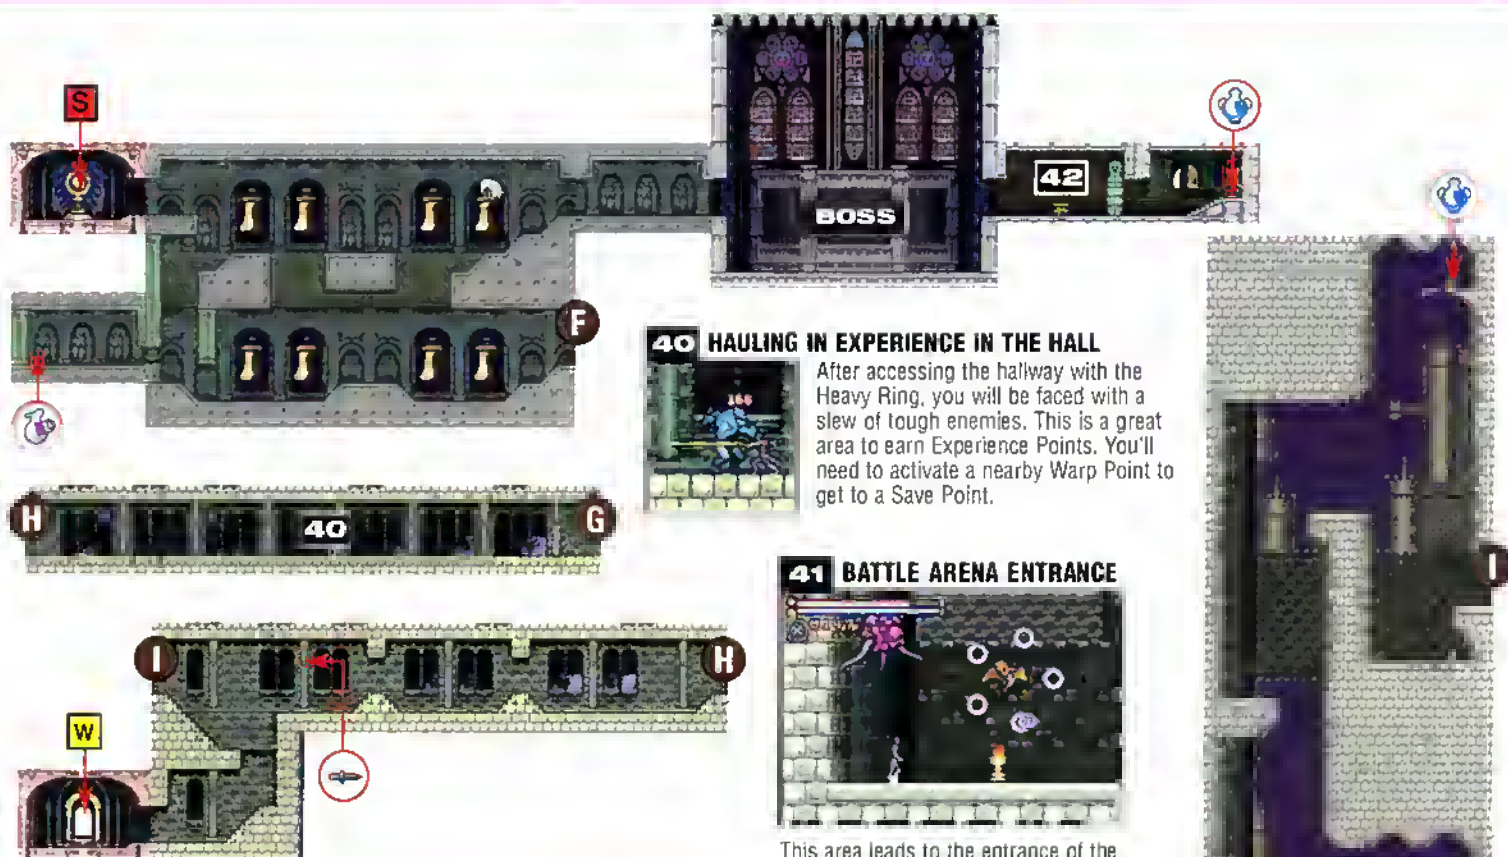 S
42
BOSS
F
40 HAULING IN EXPERIENCE IN THE HALL
After accessing the hallway with the
Heavy Ring, you will be faced with a
slew of tough enemies. This is a great
area to earn Experience Points. You'll
need to activate a nearby Warp Point to
get to a Save Point.
166
H
40
G
41 BATTLE ARENA ENTRANCE
I
H
W
I
This area leads to the entrance of the